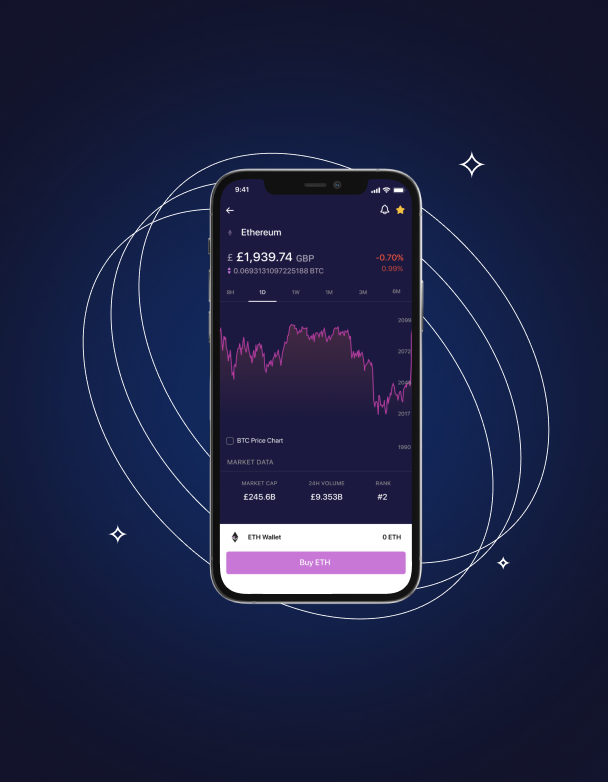 9:41
Ethereum
£ £1,939.74 GBP -0.70%
0.0693131097225188 BTC 0.99%
8H 1D 1W 1M 3M 6M
2099
2072
2017
BTC Price Chart
1990
MARKET DATA
MARKET CAP 24H VOLUME RANK
£245.6B £9.353B #2
ETH Wallet 0 ETH
Buy ETH